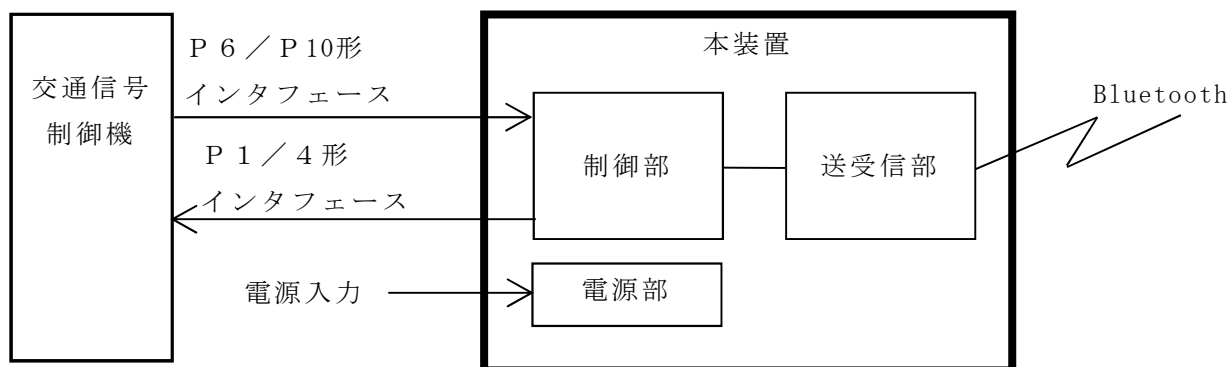 交通信号
制御機
Ｐ６／Ｐ10形
インタフェース
Ｐ１／４形
インタフェース
電源入力
本装置
制御部
送受信部
電源部
Bluetooth